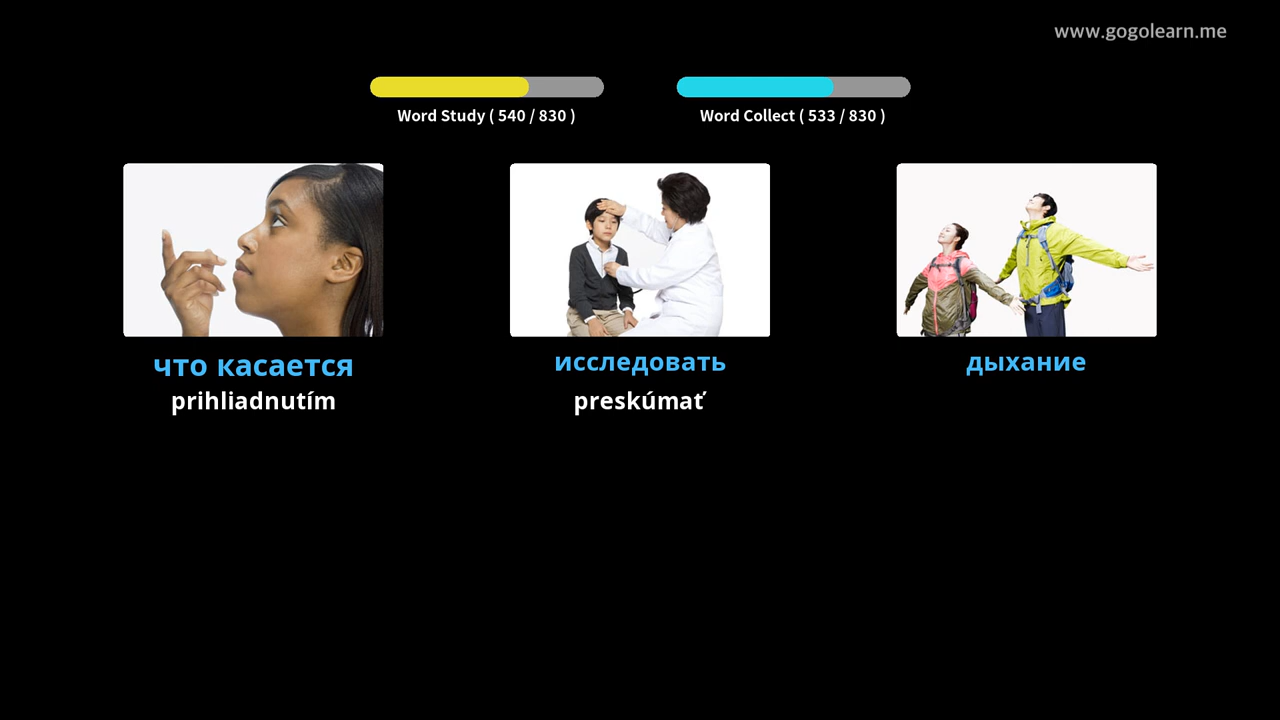 www.gogolearn.me
Word Study ( 540 / 830 )
Word Collect ( 533 / 830 )
что касается
prihliadnutím
исследовать
preskúmať
дыхание